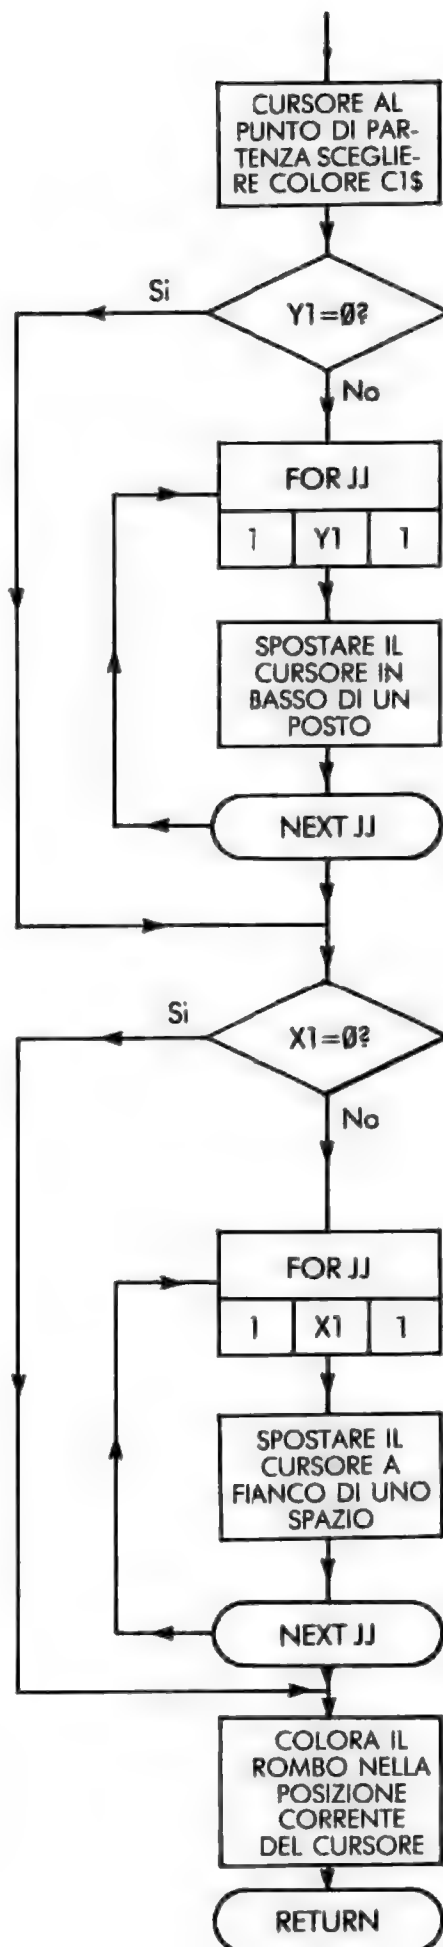 CURSORE AL
PUNTO DI PAR-
TENZA SCEGLIE-
RE COLORE C1$
Si
Y1=0?
No
FOR JJ
1 Y1 1
SPOSTARE IL
CURSORE IN
BASSO DI UN
POSTO
NEXT JJ
Si
X1=0?
No
FOR JJ
1 X1 1
SPOSTARE IL
CURSORE A
FIANCO DI UNO
SPAZIO
NEXT JJ
COLORA IL
ROMBO NELLA
POSIZIONE
CORRENTE
DEL CURSORE
RETURN